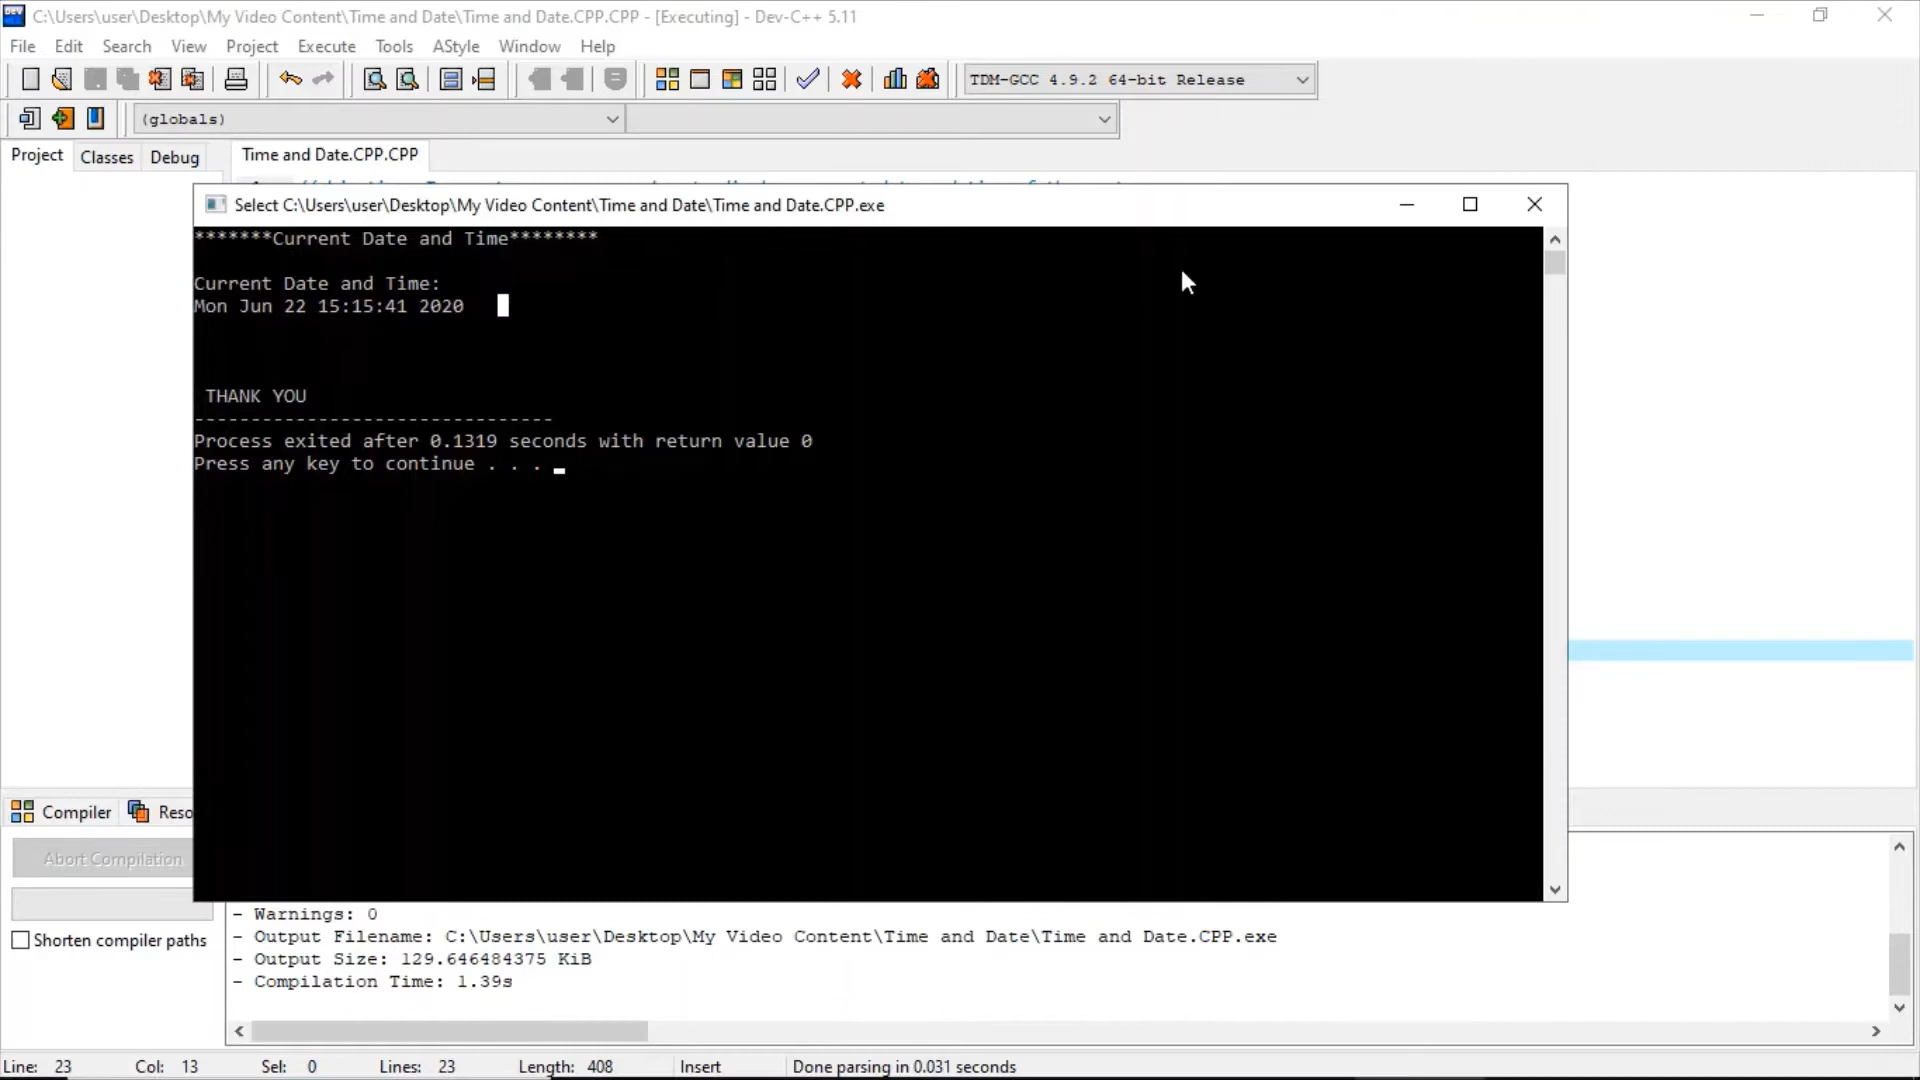 C:\Users\user\Desktop\My Video Content\Time and Date\Time and Date.CPP.CPP - [Executing] - Dev-C++ 5.11
File Edit Search View Project Execute Tools AStyle Window Help
TDM-GCC 4.9.2 64-bit Release
(globals)
Project Classes Debug Time and Date.CPP.CPP
Select C:\Users\user\Desktop\My Video Content\Time and Date\Time and Date.CPP.exe
*******Current Date and Time********
Current Date and Time:
Mon Jun 22 15:15:41 2020
THANK YOU
--------------------------------
Process exited after 0.1319 seconds with return value 0
Press any key to continue . . .
Compiler Reso
Abort Compilation
- Warnings: 0
Shorten compiler paths
- Output Filename: C:\Users\user\Desktop\My Video Content\Time and Date\Time and Date.CPP.exe
- Output Size: 129.646484375 KiB
- Compilation Time: 1.39s
Line: 23 Col: 13 Sel: 0 Lines: 23 Length: 408 Insert Done parsing in 0.031 seconds